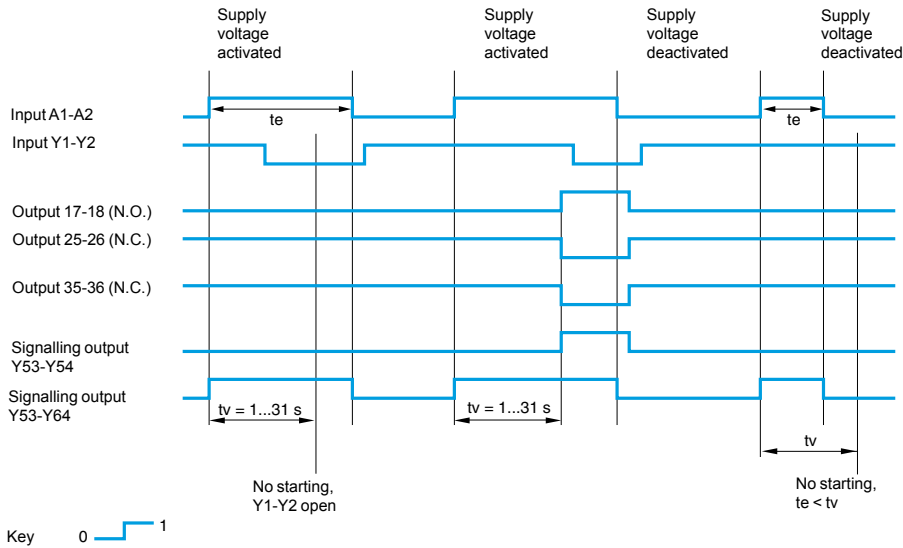 Supply
voltage
activated
Supply
voltage
activated
Supply
voltage
deactivated
Supply
voltage
deactivated
Input A1-A2
te
te
Input Y1-Y2
Output 17-18 (N.O.)
Output 25-26 (N.C.)
Output 35-36 (N.C.)
Signalling output
Y53-Y54
Signalling output
Y53-Y64
tv = 1...31 s
tv = 1...31 s
tv
No starting,
Y1-Y2 open
No starting,
te < tv
Key 0 1